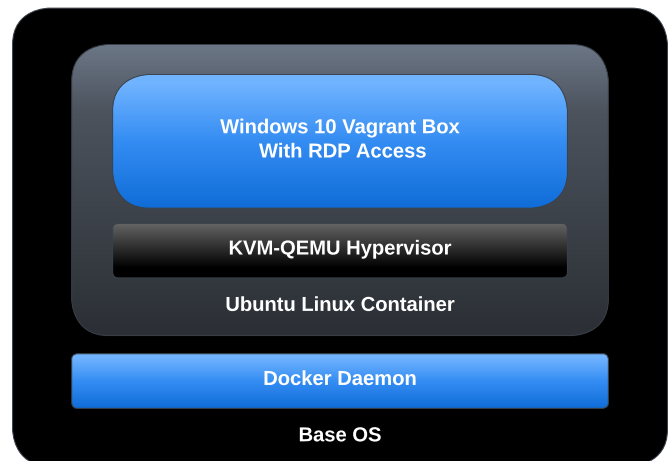 Windows 10 Vagrant Box
With RDP Access
KVM-QEMU Hypervisor
Ubuntu Linux Container
Docker Daemon
Base OS